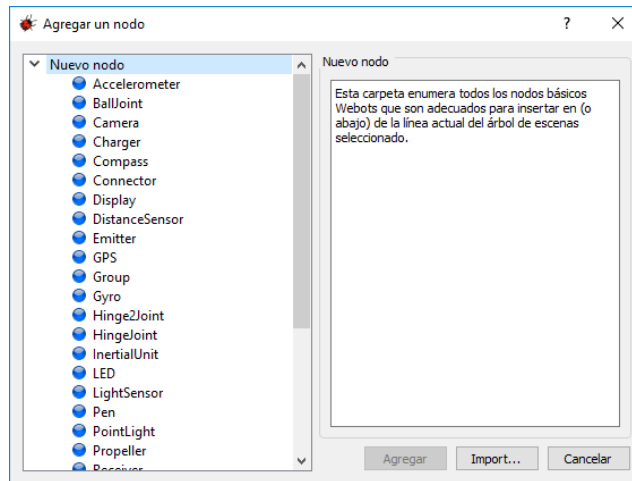 Agregar un nodo
?
Nuevo nodo
Accelerometer
BallJoint
Camera
Charger
Compass
Connector
Display
DistanceSensor
Emitter
GPS
Group
Gyro
Hinge2Joint
HingeJoint
InertialUnit
LED
LightSensor
Pen
PointLight
Propeller
Receiver
Nuevo nodo
Esta carpeta enumera todos los nodos básicos
Webots que son adecuados para insertar en (o
abajo) de la línea actual del árbol de escenas
seleccionado.
Agregar
Import...
Cancelar